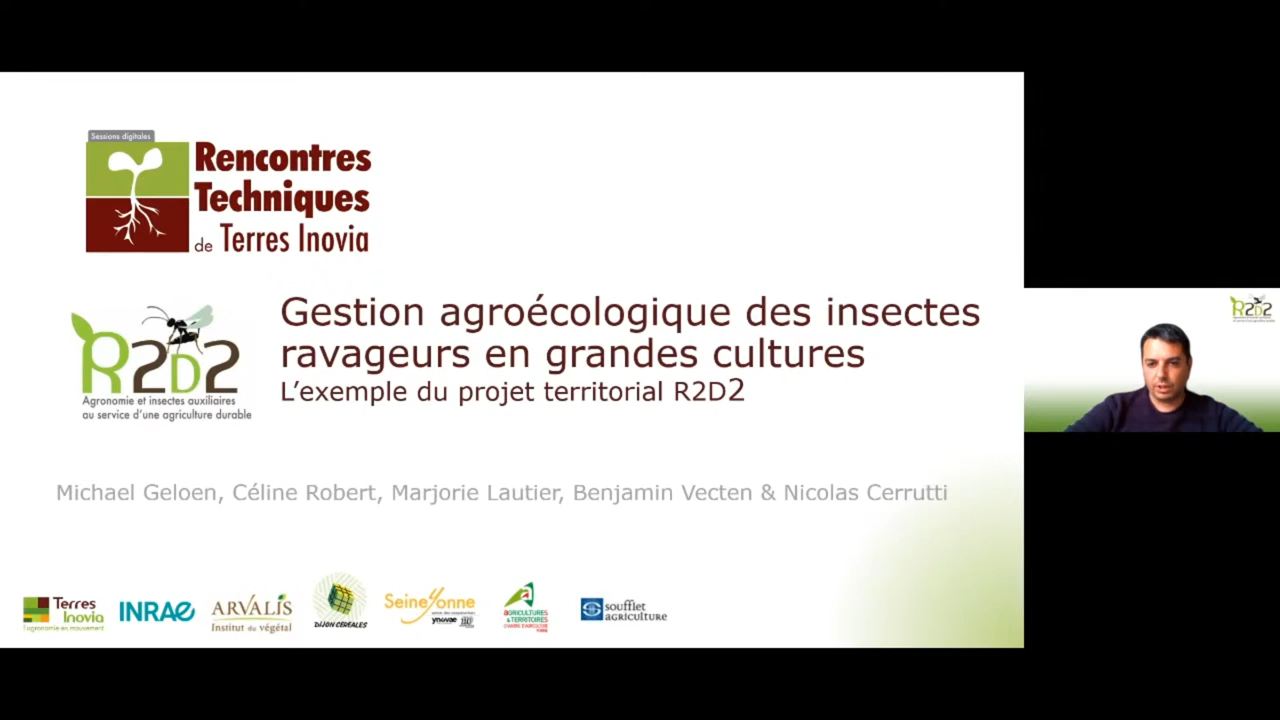 Sessions digitales
Rencontres
Techniques
de Terres Inovia
R2D2
Agronomie et insectes auxiliaires
au service d'une agriculture durable
Gestion agroécologique des insectes
ravageurs en grandes cultures
L'exemple du projet territorial R2D2
Michael Geloen, Céline Robert, Marjorie Lautier, Benjamin Vecten & Nicolas Cerrutti
Terres
Inovia
l'agronomie en mouvement
INRAE
ARVALIS
Institut du végétal
DIJON CEREALES
SeineYonne
ynovae
AGRICULTURES
& TERRITOIRES
CHAMBRE D'AGRICULTURE
YONNE
soufflet
agriculture
R2D2